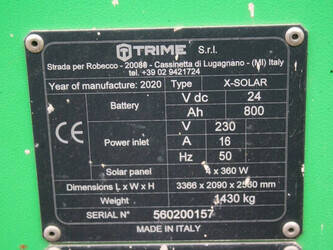 TRIME S.r.l.
Strada per Robecco - 20088 - Cassinetta di Lugagnano - (MI) Italy
tel. +39 02 9421724
Year of manufacture: 2020 Type X-SOLAR
Battery V dc 24
Ah 800
CE Power inlet V 230
A 16
Hz 50
Solar panel 4 x 360 W
Dimensions L x W x H 3366 x 2090 x 2560 mm
Weight 1430 kg
SERIAL N° 560200157
MADE IN ITALY